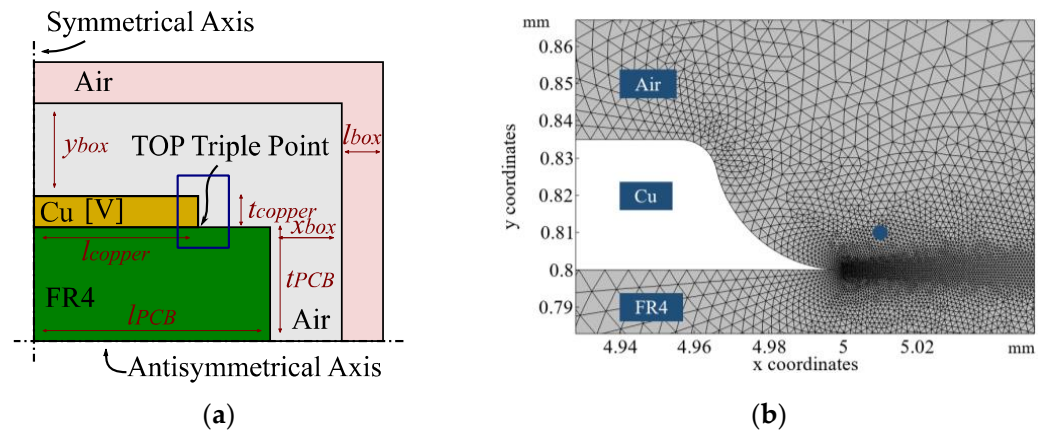 Symmetrical Axis
Air
ybox
lbox
TOP Triple Point
Cu [V]
tcopper
xbox
lcopper
tPCB
FR4
lPCB
Air
Antisymmetrical Axis
(a)
mm
0.86
0.85
0.84
0.83
0.82
0.81
0.8
0.79
y coordinates
Air
Cu
FR4
4.94 4.96 4.98 5 5.02 mm
x coordinates
(b)